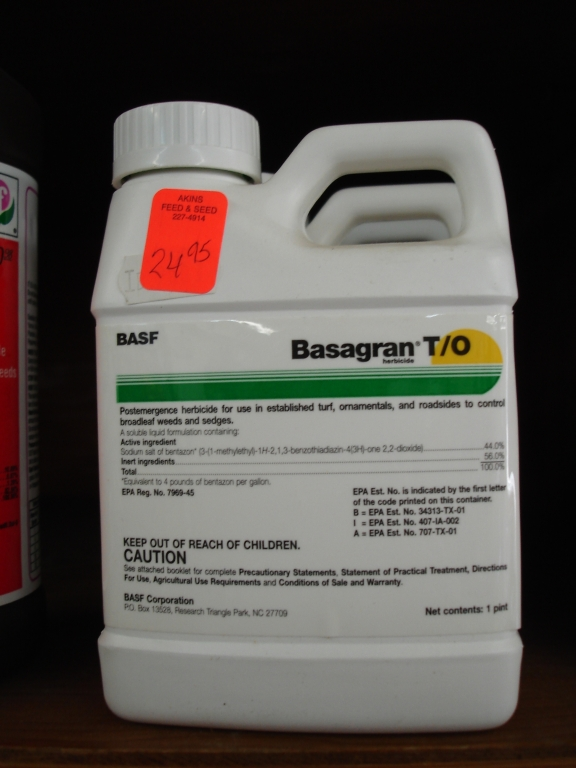 AKINS
FEED & SEED
227-4914
24 95
BASF
Basagran® T/O
herbicide
Postemergence herbicide for use in established turf, ornamentals, and roadsides to control
broadleaf weeds and sedges.
A soluble liquid formulation containing:
Active ingredient
Sodium salt of bentazon* (3-(1-methylethyl)-1H-2,1,3-benzothiadiazin-4(3H)-one 2,2-dioxide) 44.0%
Inert ingredients 56.0%
Total 100.0%
*Equivalent to 4 pounds of bentazon per gallon.
EPA Reg. No. 7969-45
EPA Est. No. is indicated by the first letter
of the code printed on this container.
B = EPA Est. No. 34313-TX-01
I = EPA Est. No. 407-IA-002
A = EPA Est. No. 707-TX-01
KEEP OUT OF REACH OF CHILDREN.
CAUTION
See attached booklet for complete Precautionary Statements, Statement of Practical Treatment, Directions
For Use, Agricultural Use Requirements and Conditions of Sale and Warranty.
BASF Corporation
P.O. Box 13528, Research Triangle Park, NC 27709
Net contents: 1 pint